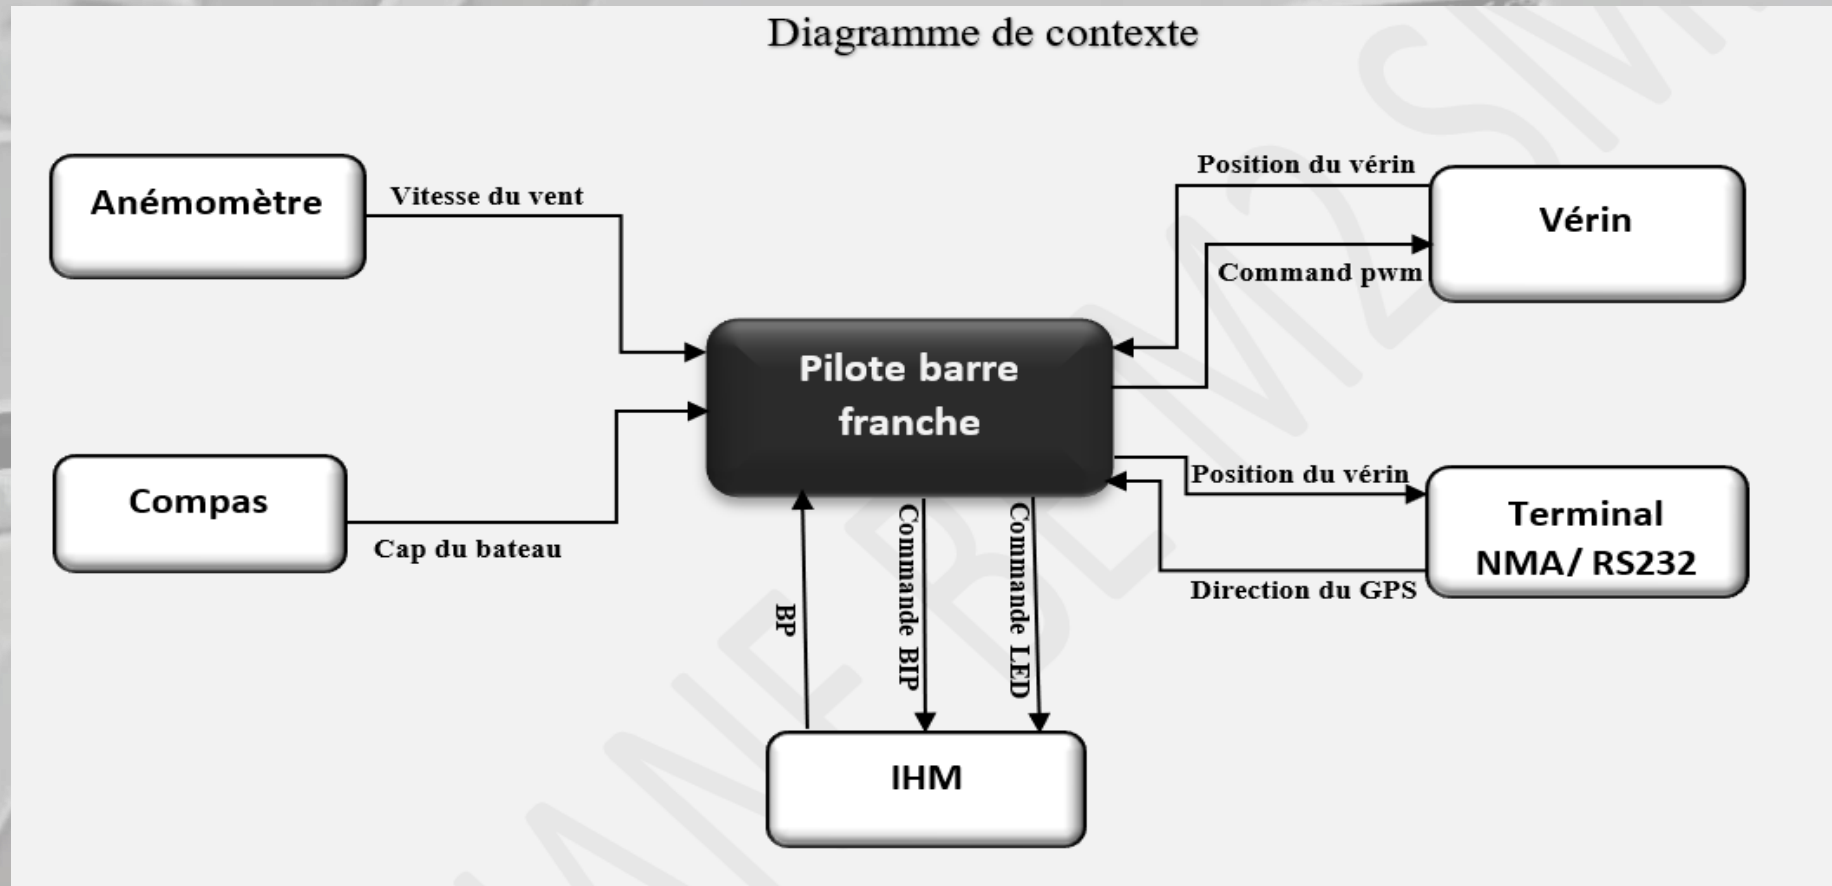 Diagramme de contexte
Anémomètre
Vitesse du vent
Position du vérin
Vérin
Command pwm
Pilote barre
franche
Compas
Cap du bateau
Position du vérin
Terminal
NMA/ RS232
Direction du GPS
BP
Commande BIP
Commande LED
IHM